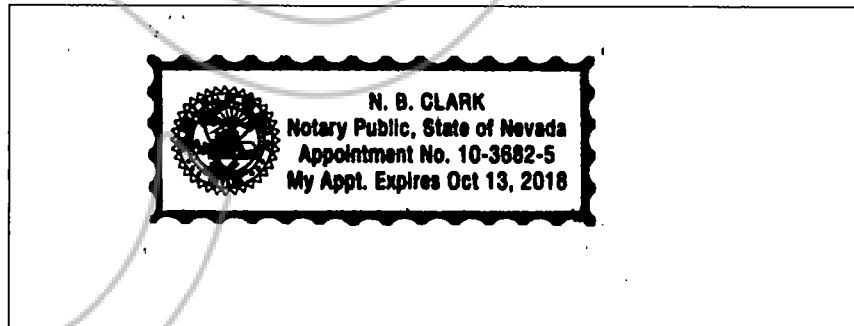 N. B. CLARK
Notary Public, State of Nevada
Appointment No. 10-3682-5
My Appt. Expires Oct 13, 2018